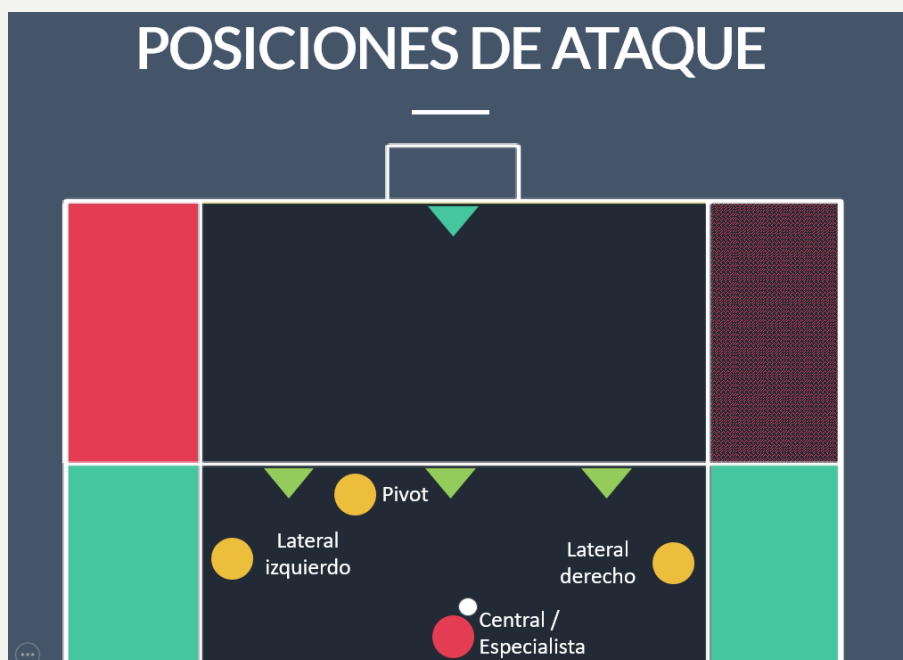 POSICIONES DE ATAQUE
Pivot
Lateral
izquierdo
Lateral
derecho
Central /
Especialista